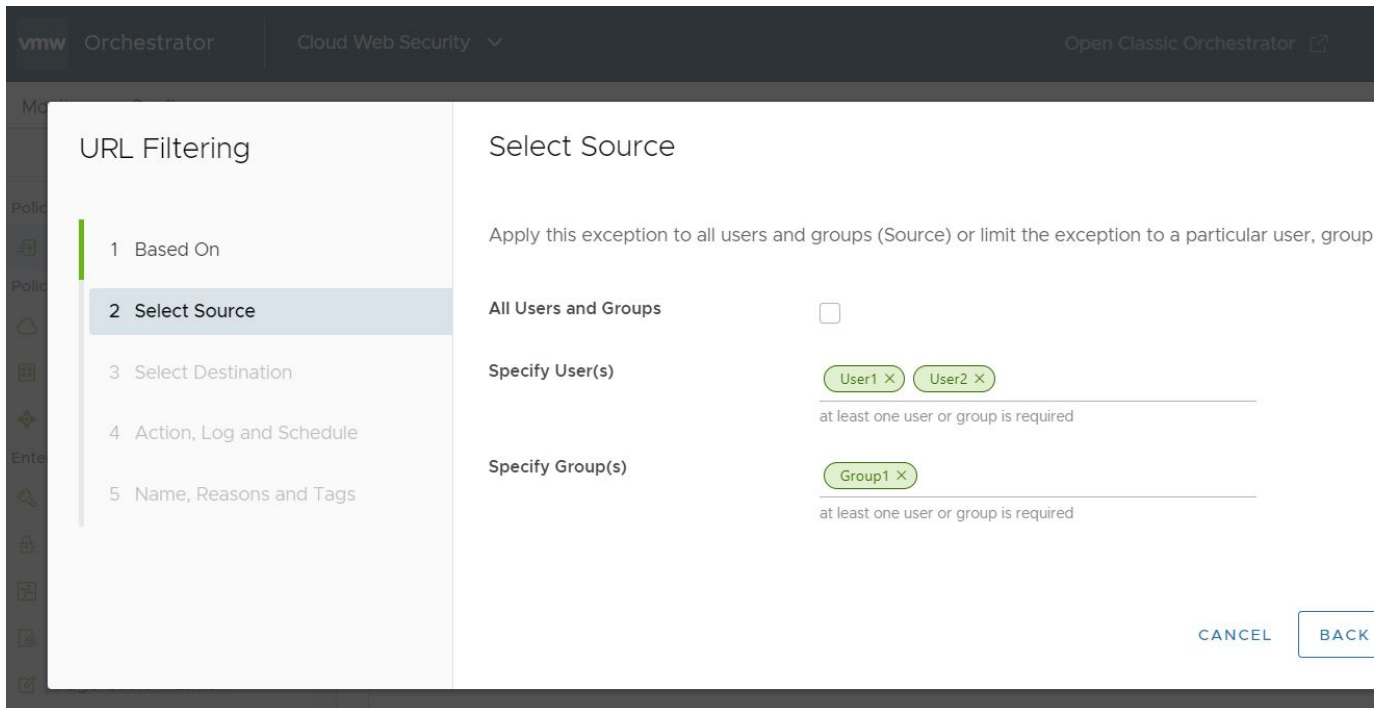 vmw Orchestrator Cloud Web Security Open Classic Orchestrator
URL Filtering
1 Based On
2 Select Source
3 Select Destination
4 Action, Log and Schedule
5 Name, Reasons and Tags
Select Source
Apply this exception to all users and groups (Source) or limit the exception to a particular user, group
All Users and Groups
Specify User(s)
User1 × User2 ×
at least one user or group is required
Specify Group(s)
Group1 ×
at least one user or group is required
CANCEL BACK
Polic
Polic
Ente